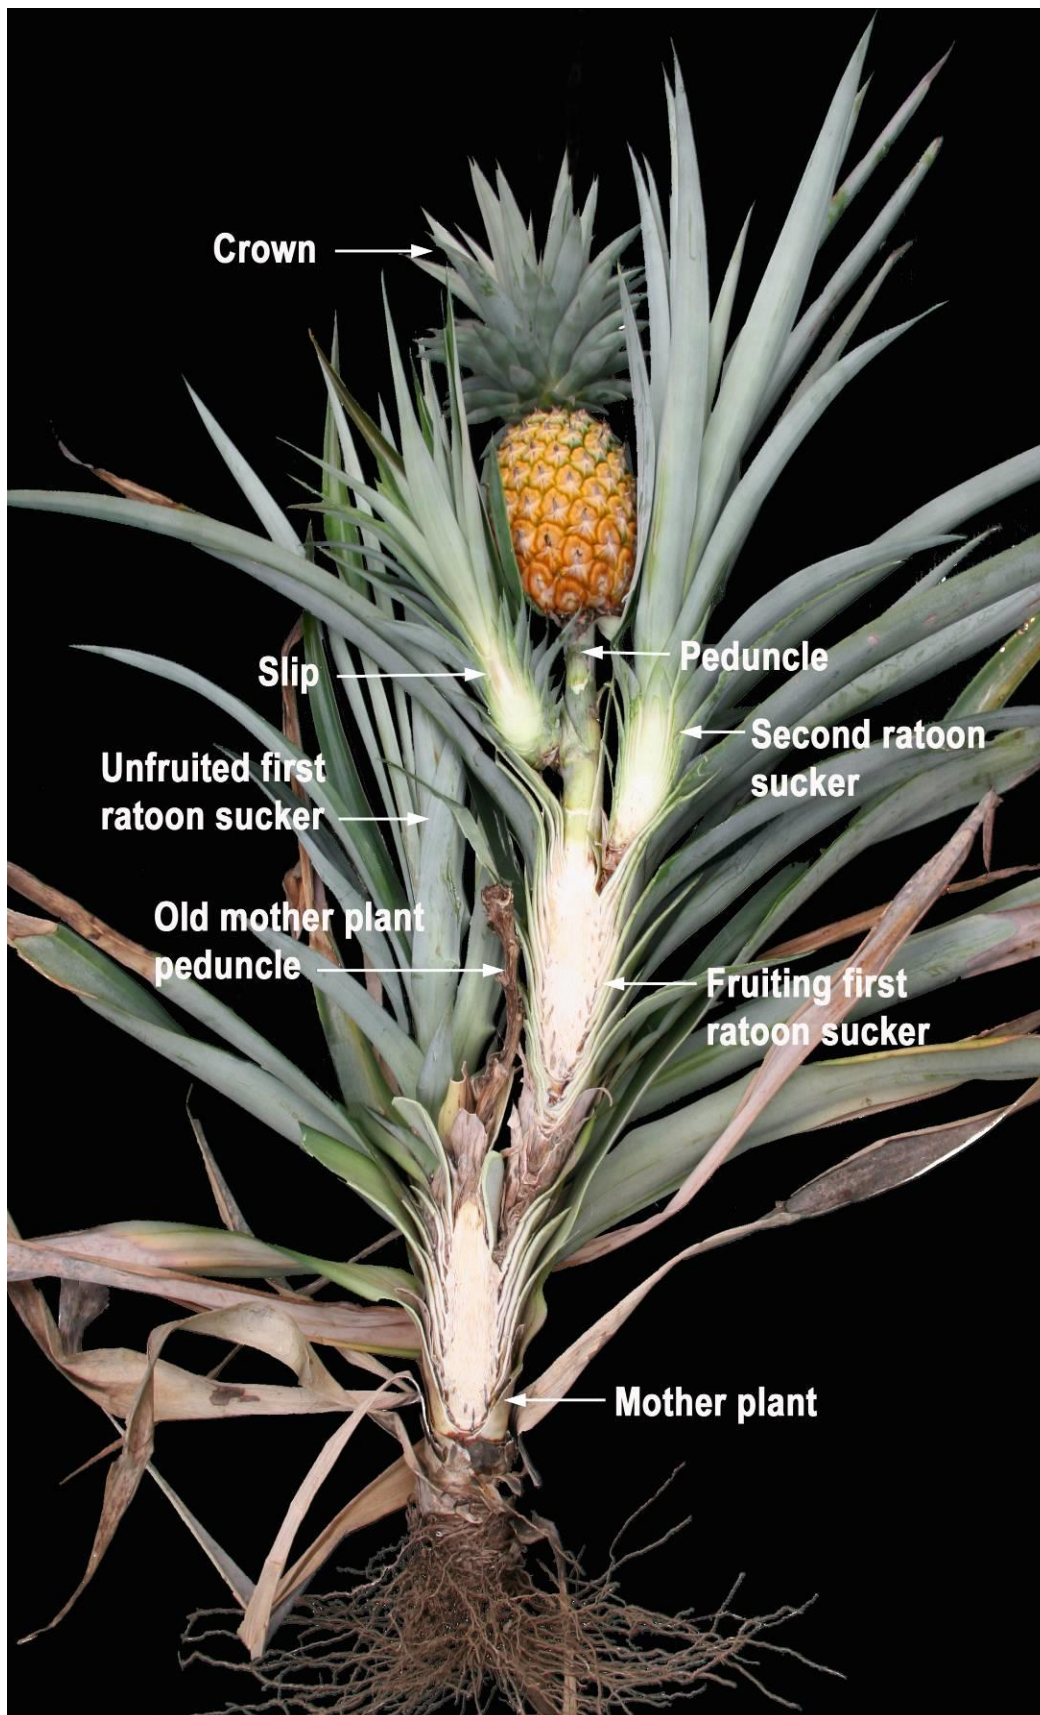 Crown
Slip
Peduncle
Second ratoon
sucker
Unfruited first
ratoon sucker
Old mother plant
peduncle
Fruiting first
ratoon sucker
Mother plant